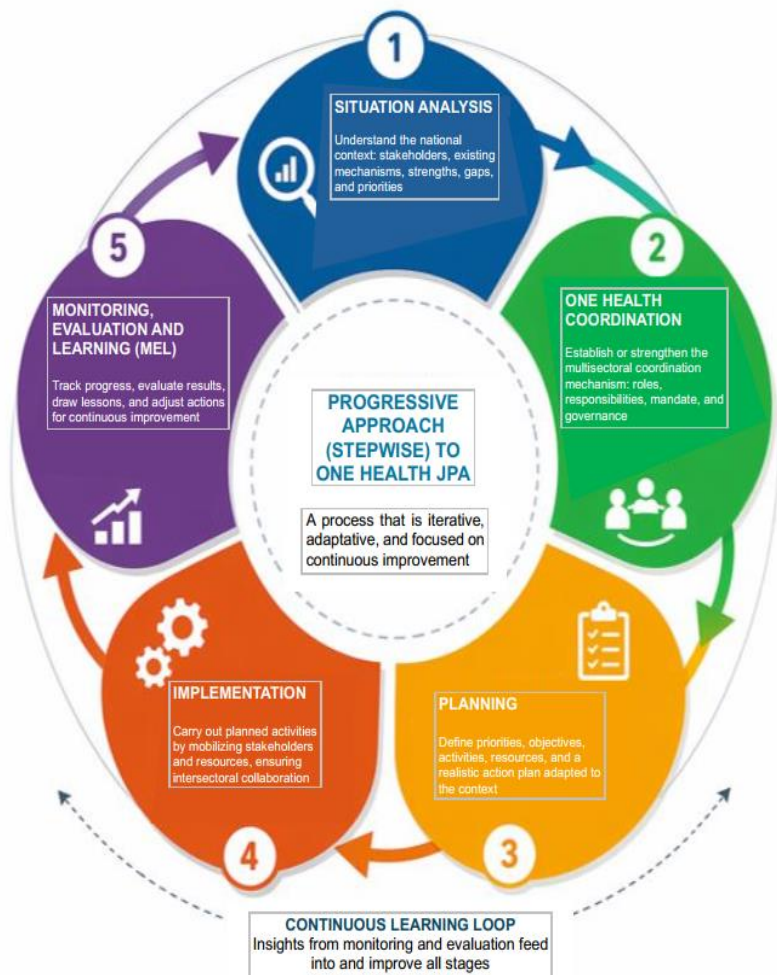 1
SITUATION ANALYSIS
Understand the national
context: stakeholders, existing
mechanisms, strengths, gaps,
and priorities
2
ONE HEALTH
COORDINATION
Establish or strengthen the
multisectoral coordination
mechanism: roles,
responsibilities, mandate, and
governance
3
PLANNING
Define priorities, objectives,
activities, resources, and a
realistic action plan adapted to
the context
4
IMPLEMENTATION
Carry out planned activities
by mobilizing stakeholders
and resources, ensuring
intersectoral collaboration
5
MONITORING,
EVALUATION AND
LEARNING (MEL)
Track progress, evaluate results,
draw lessons, and adjust actions
for continuous improvement
PROGRESSIVE
APPROACH
(STEPWISE) TO
ONE HEALTH JPA
A process that is iterative,
adaptative, and focused on
continuous improvement
CONTINUOUS LEARNING LOOP
Insights from monitoring and evaluation feed
into and improve all stages